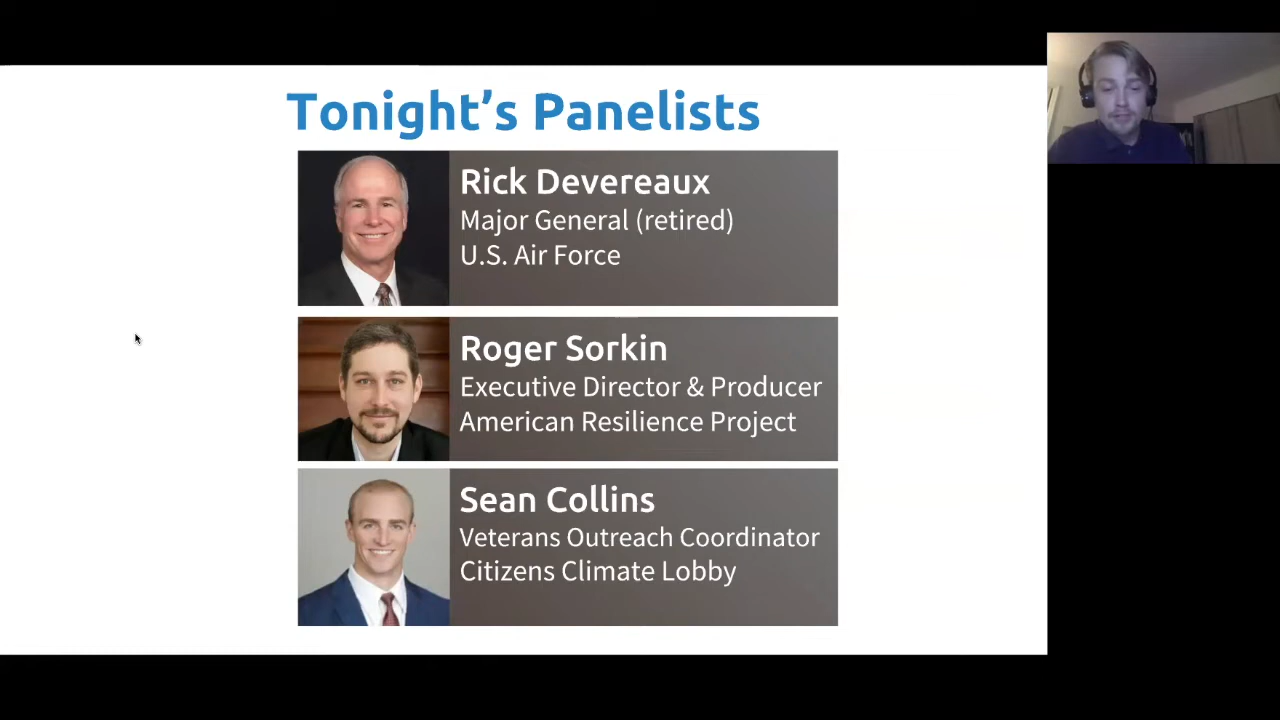 Tonight’s Panelists
Rick Devereaux
Major General (retired)
U.S. Air Force
Roger Sorkin
Executive Director & Producer
American Resilience Project
Sean Collins
Veterans Outreach Coordinator
Citizens Climate Lobby